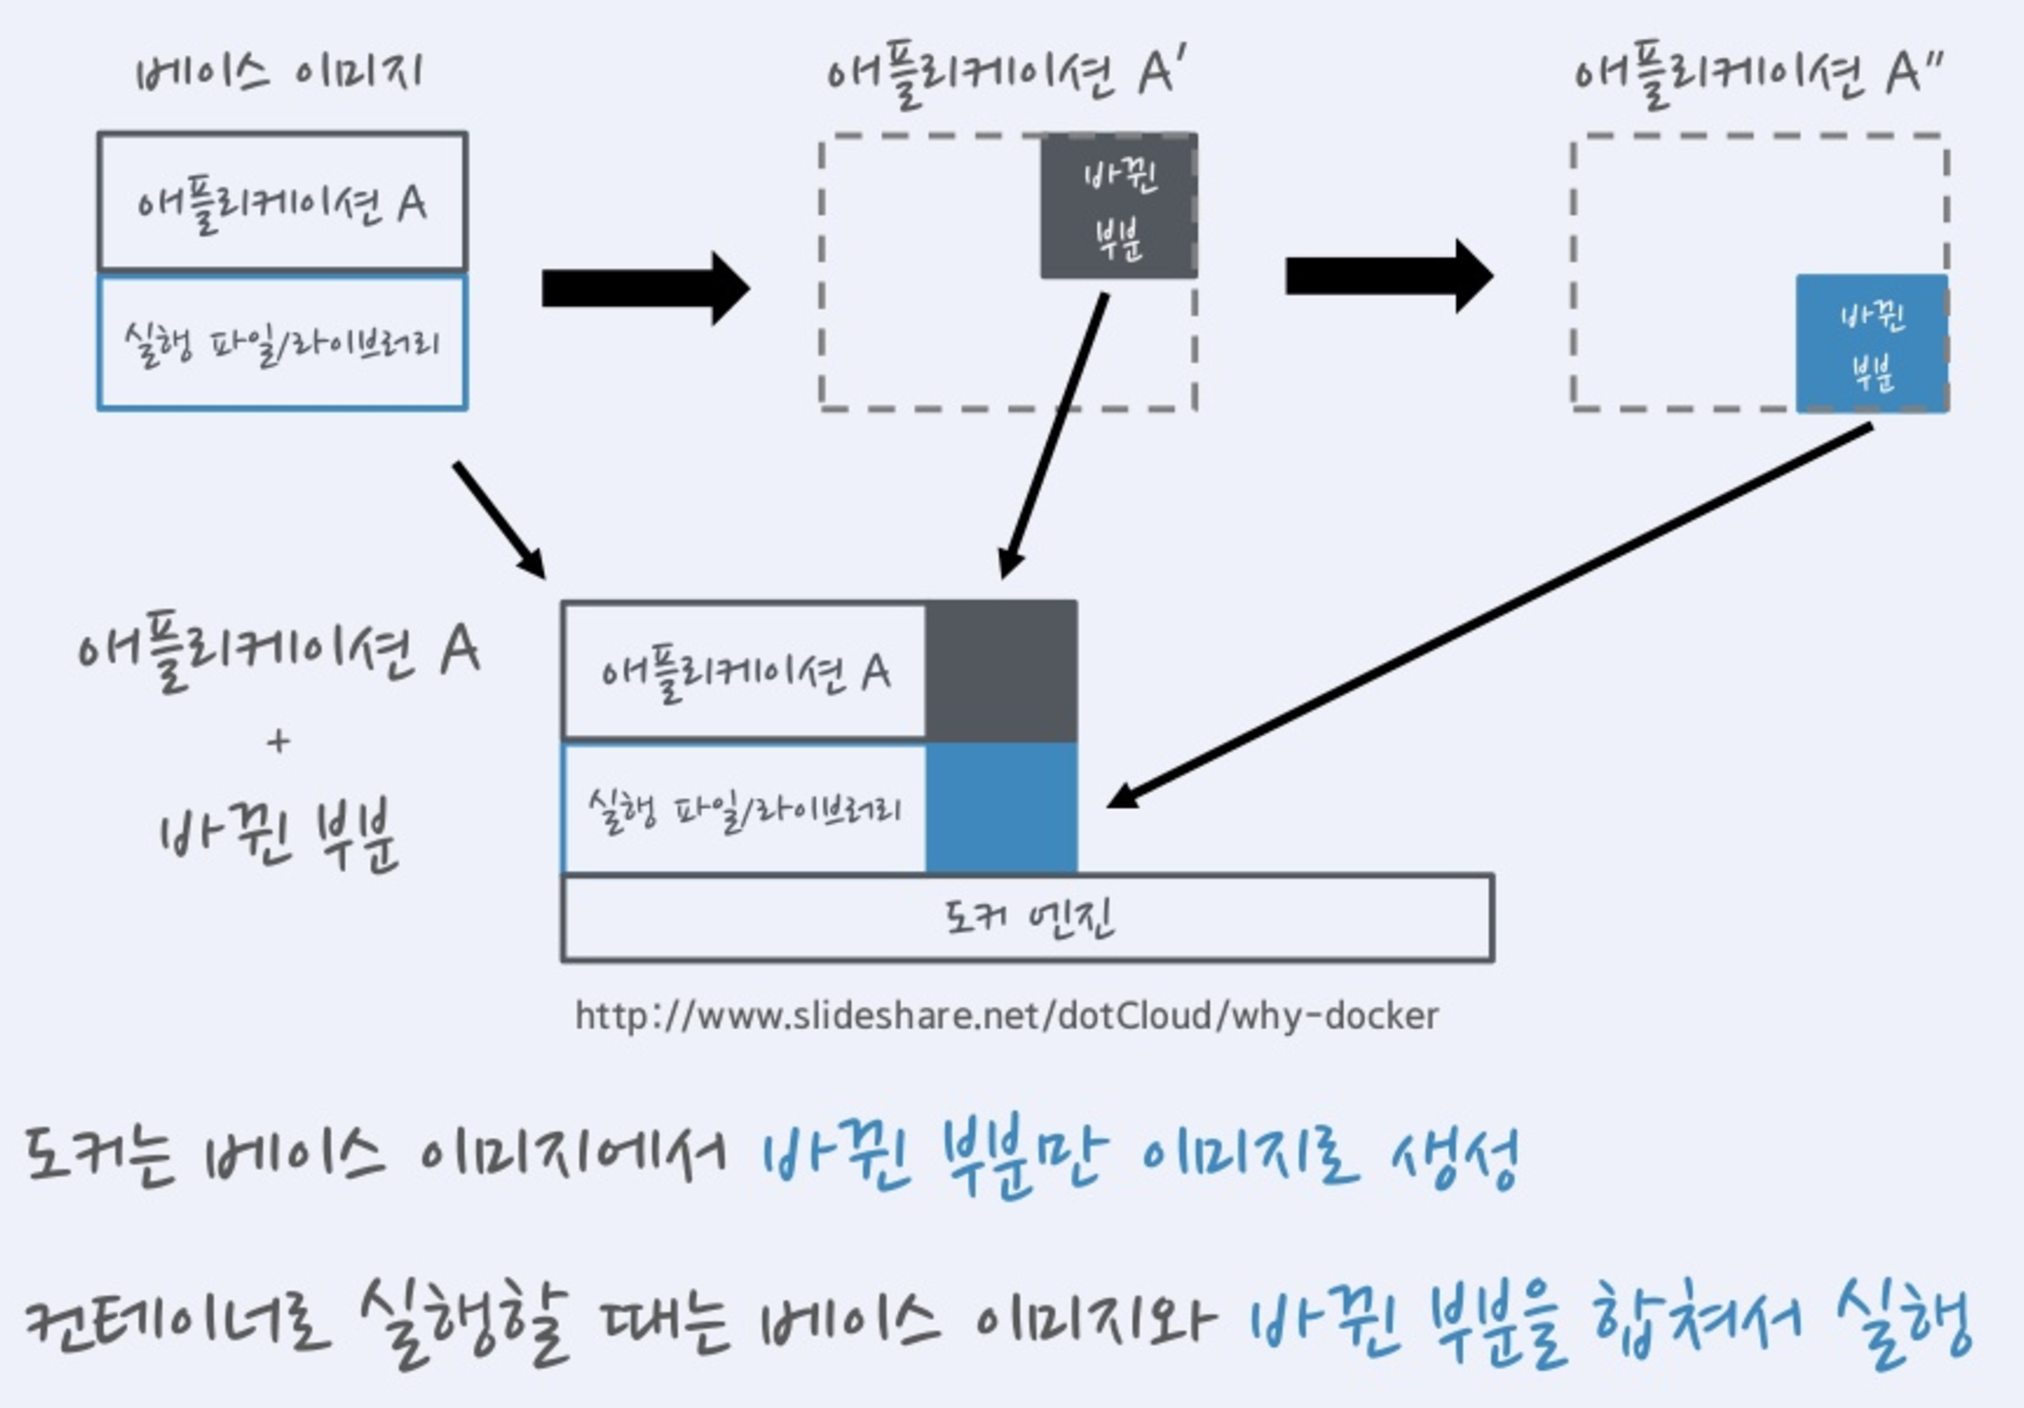 베이스 이미지
애플리케이션 A′
애플리케이션 A″
애플리케이션 A
실행 파일/라이브러리
바뀐
부분
바뀐
부분
애플리케이션 A
+
바뀐 부분
애플리케이션 A
실행 파일/라이브러리
도커 엔진
http://www.slideshare.net/dotCloud/why-docker
도커는 베이스 이미지에서 바뀐 부분만 이미지로 생성
컨테이너로 실행할 때는 베이스 이미지와 바뀐 부분을 합쳐서 실행